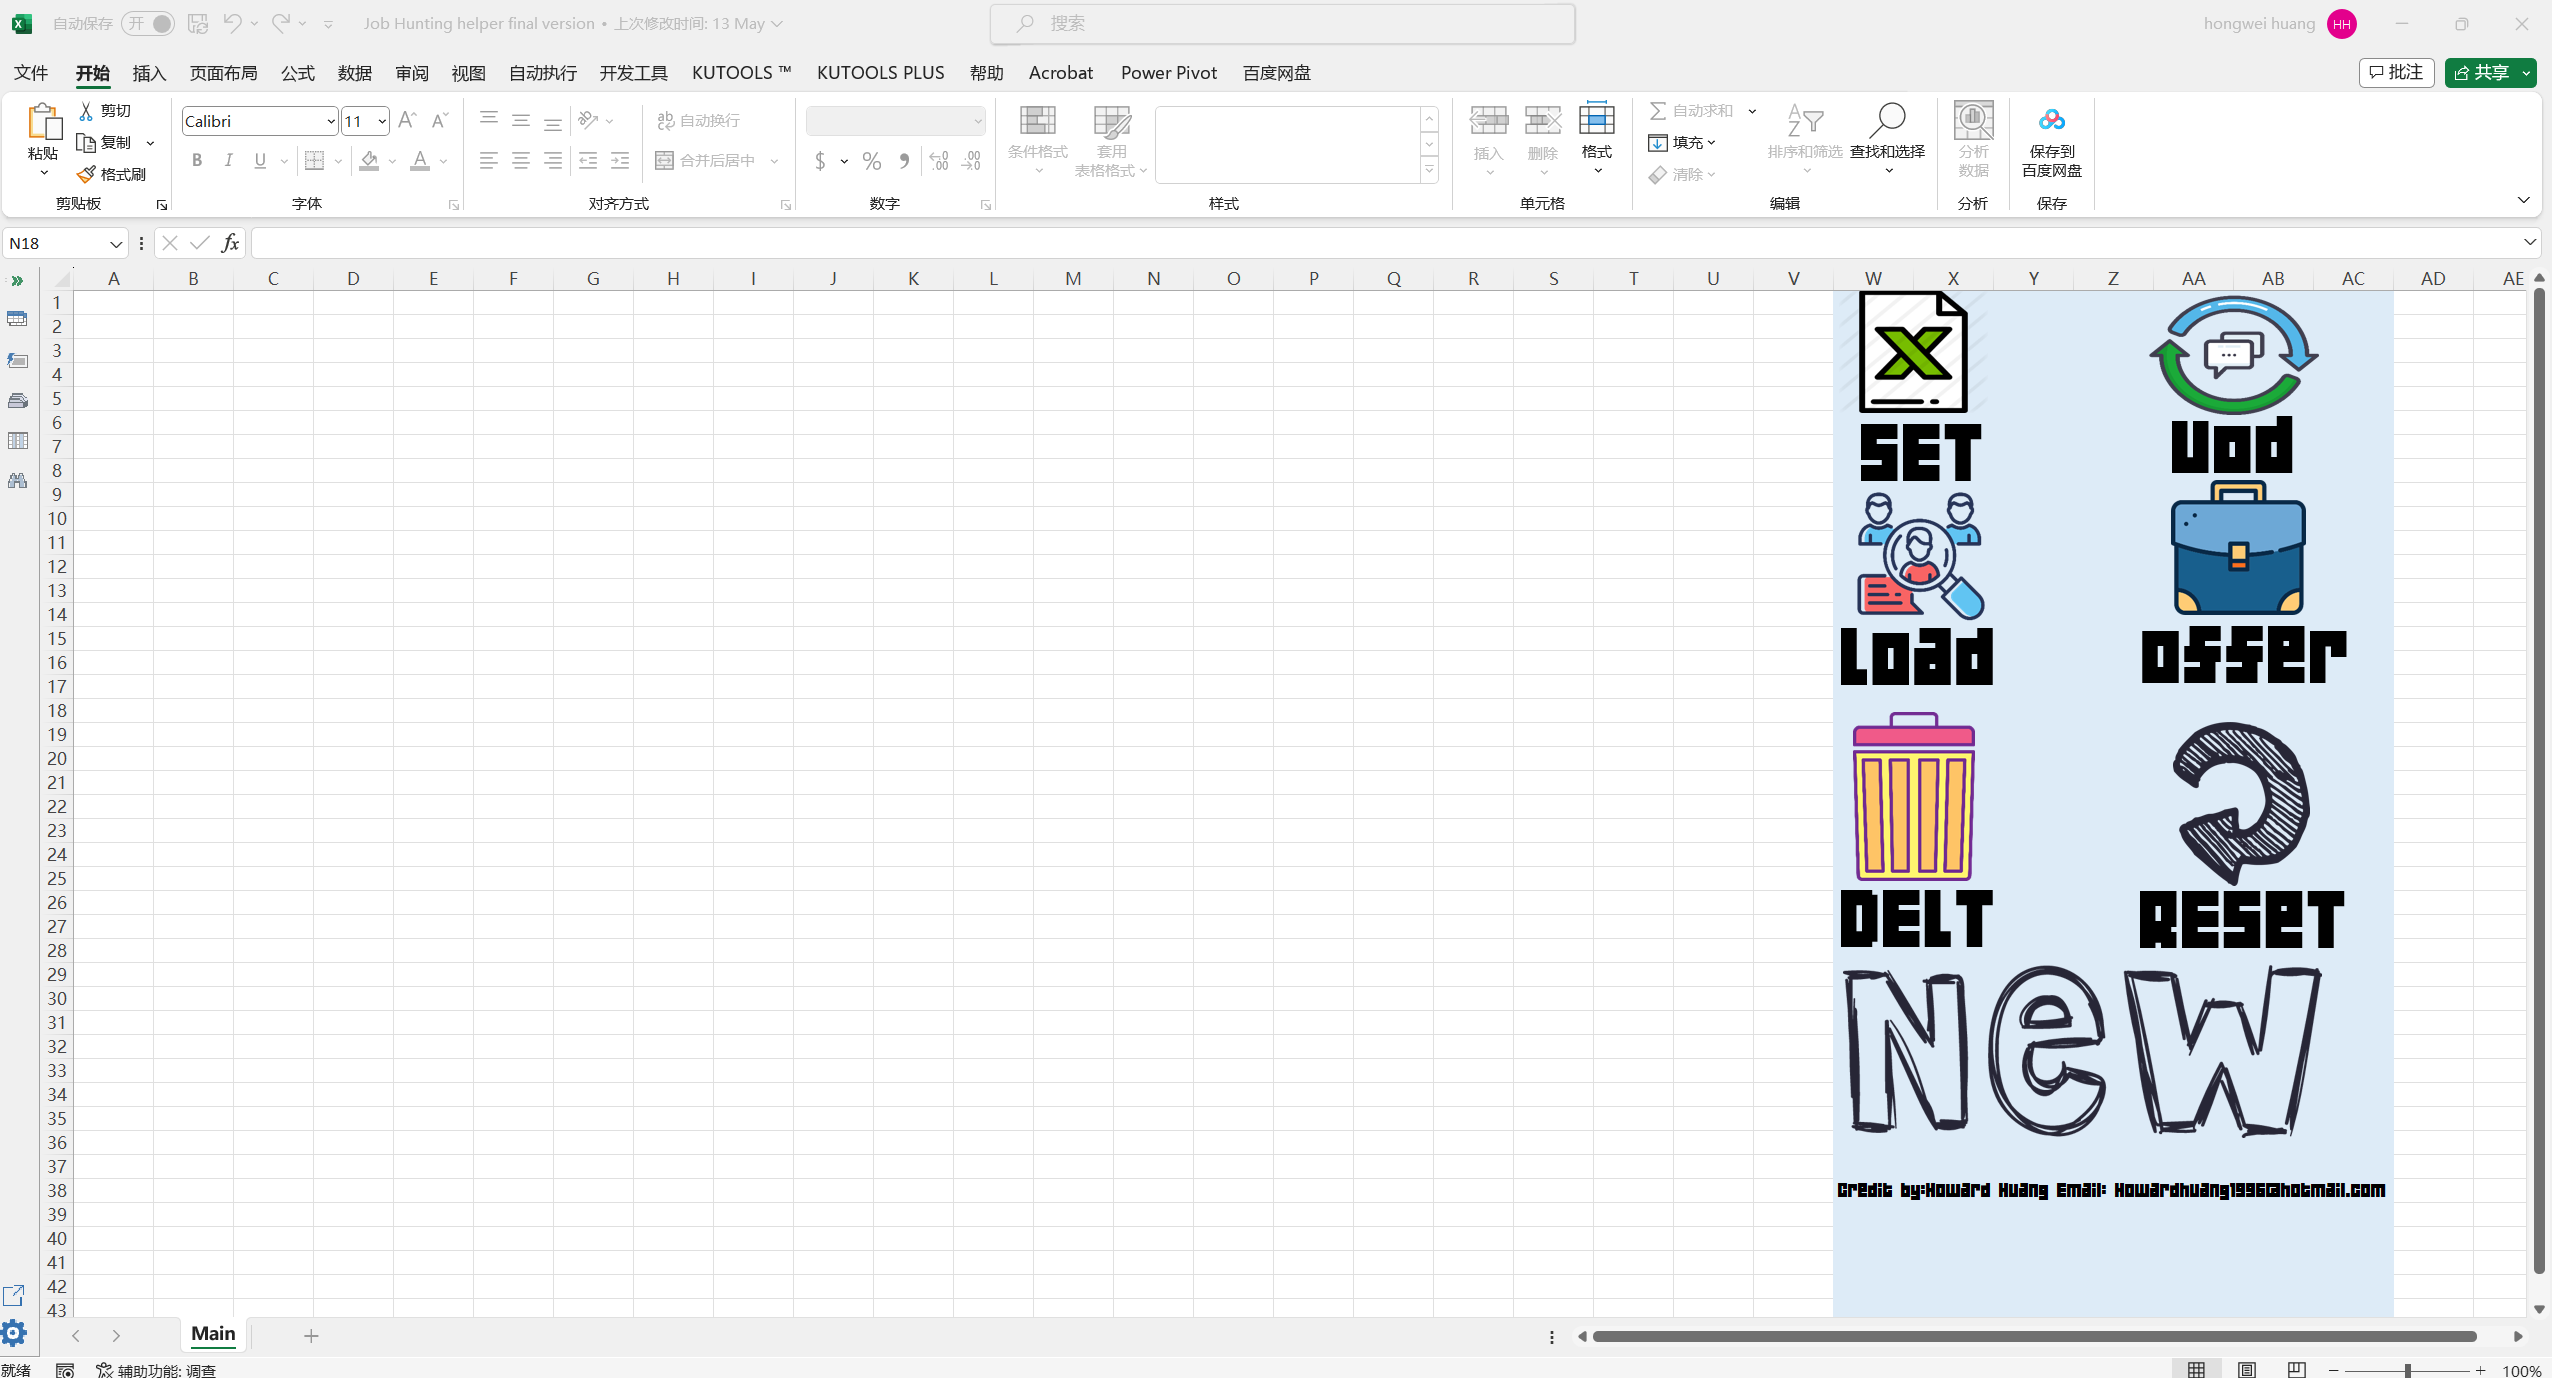 自动保存 开 Job Hunting helper final version • 上次修改时间: 13 May 搜索 hongwei huang HH
文件 开始 插入 页面布局 公式 数据 审阅 视图 自动执行 开发工具 KUTOOLS ™ KUTOOLS PLUS 帮助 Acrobat Power Pivot 百度网盘 批注 共享
粘贴 剪切 复制 格式刷 剪贴板
Calibri 11 B I U A 字体
自动换行 合并后居中 对齐方式
$ % 数字
条件格式 套用 表格格式 样式
插入 删除 格式 单元格
自动求和 填充 清除 排序和筛选 查找和选择 编辑
分析 数据 分析
保存到 百度网盘 保存
N18 fx
A B C D E F G H I J K L M N O P Q R S T U V W X Y Z AA AB AC AD AE
1
2
3
4
5
6
7
8
9
10
11
12
13
14
15
16
17
18
19
20
21
22
23
24
25
26
27
28
29
30
31
32
33
34
35
36
37
38
39
40
41
42
43
SET UOD
Load Offer
DELT RESET
New
Credit by:Howard Huang Email: Howardhuang1996@hotmail.com
Main
就绪 辅助功能: 调查 100%